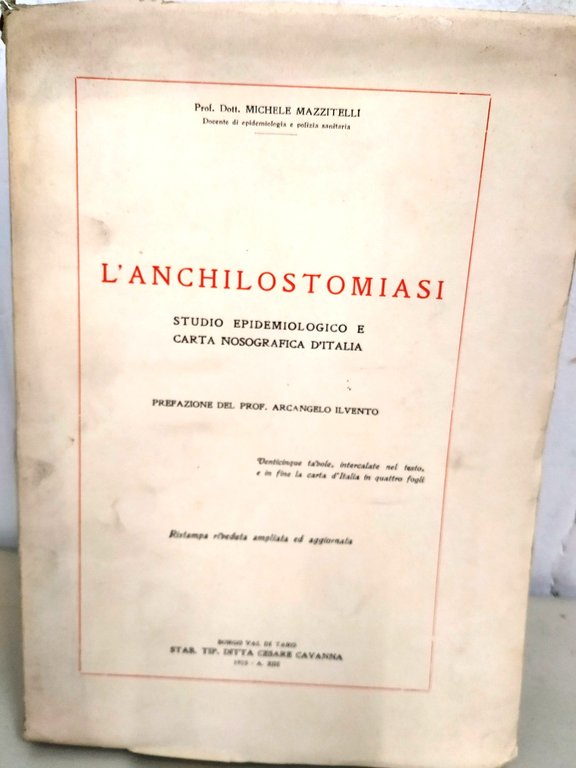 Prof. Dott. MICHELE MAZZITELLI
Docente di epidemiologia e polizia sanitaria
L'ANCHILOSTOMIASI
STUDIO EPIDEMIOLOGICO E
CARTA NOSOGRAFICA D'ITALIA
PREFAZIONE DEL PROF. ARCANGELO ILVENTO
Venticinque tavole, intercalate nel testo,
e in fine la carta d'Italia in quattro fogli
Ristampa riveduta ampliata ed aggiornata
BORGO VAL DI TARO
STAB. TIP. DITTA CESARE CAVANNA
1935 - A. XIII